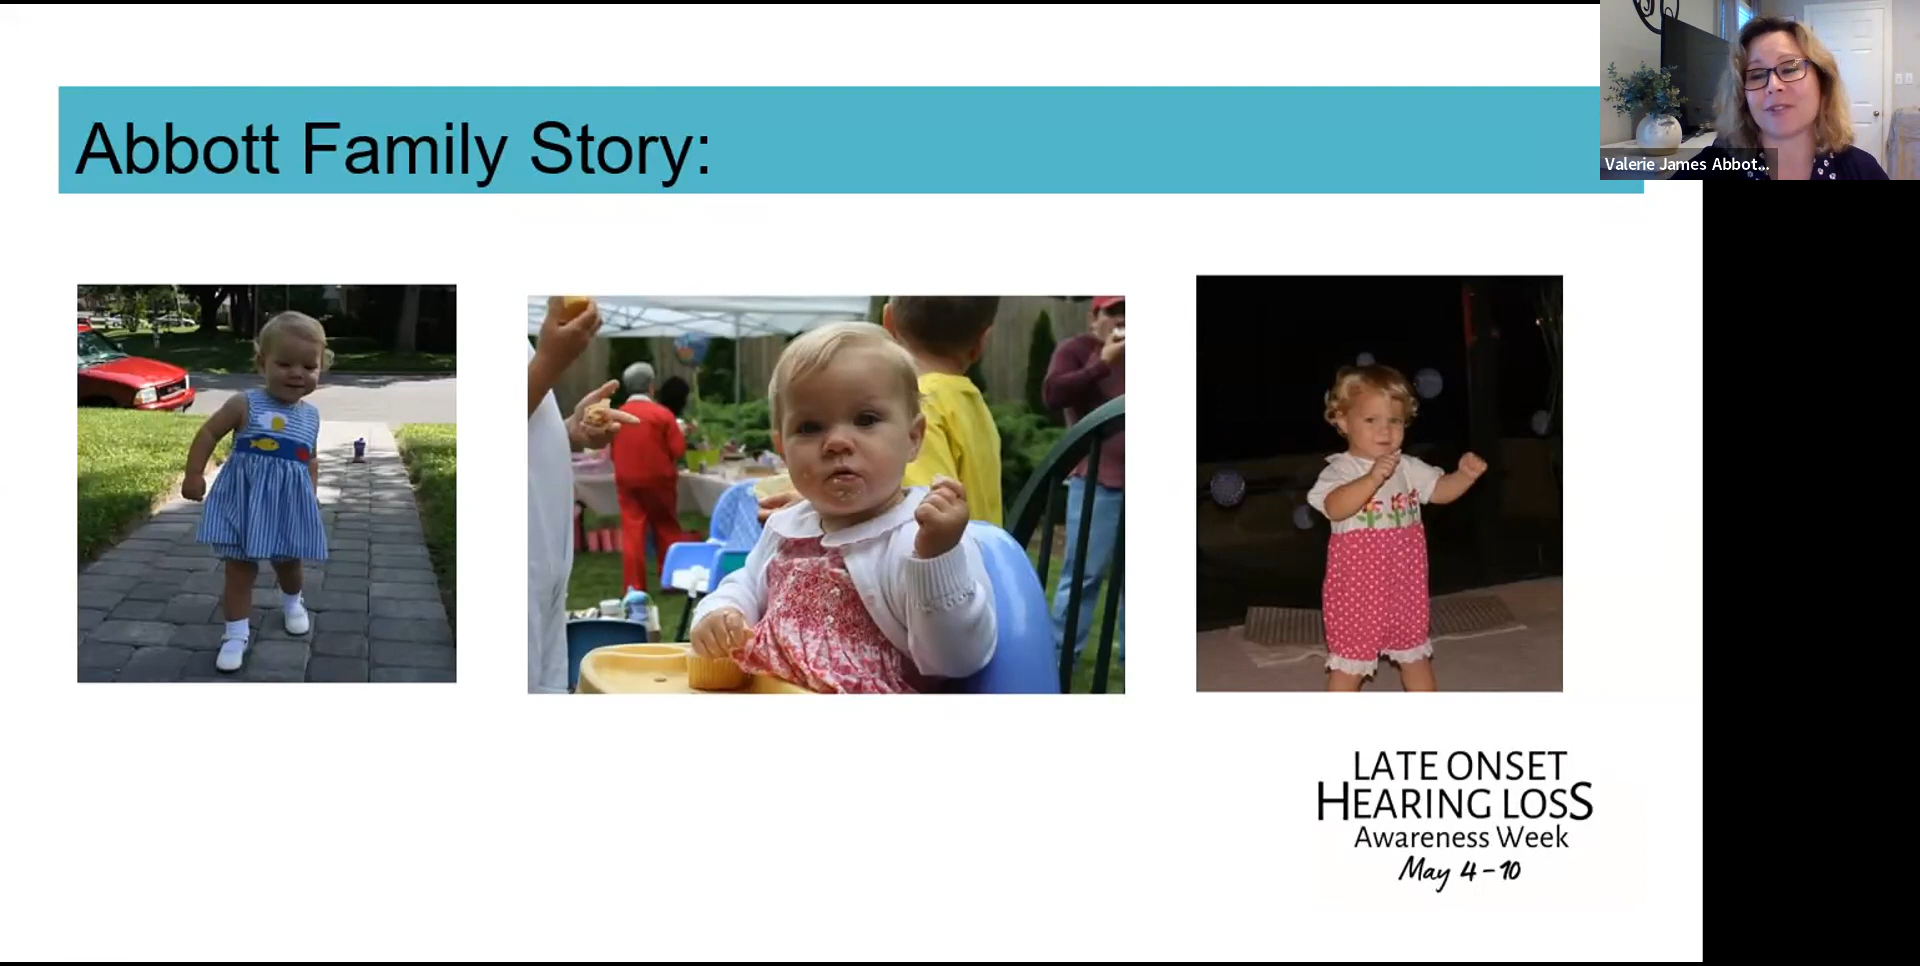 Abbott Family Story:
Valerie James Abbot...
LATE ONSET
HEARING LOSS
Awareness Week
May 4-10